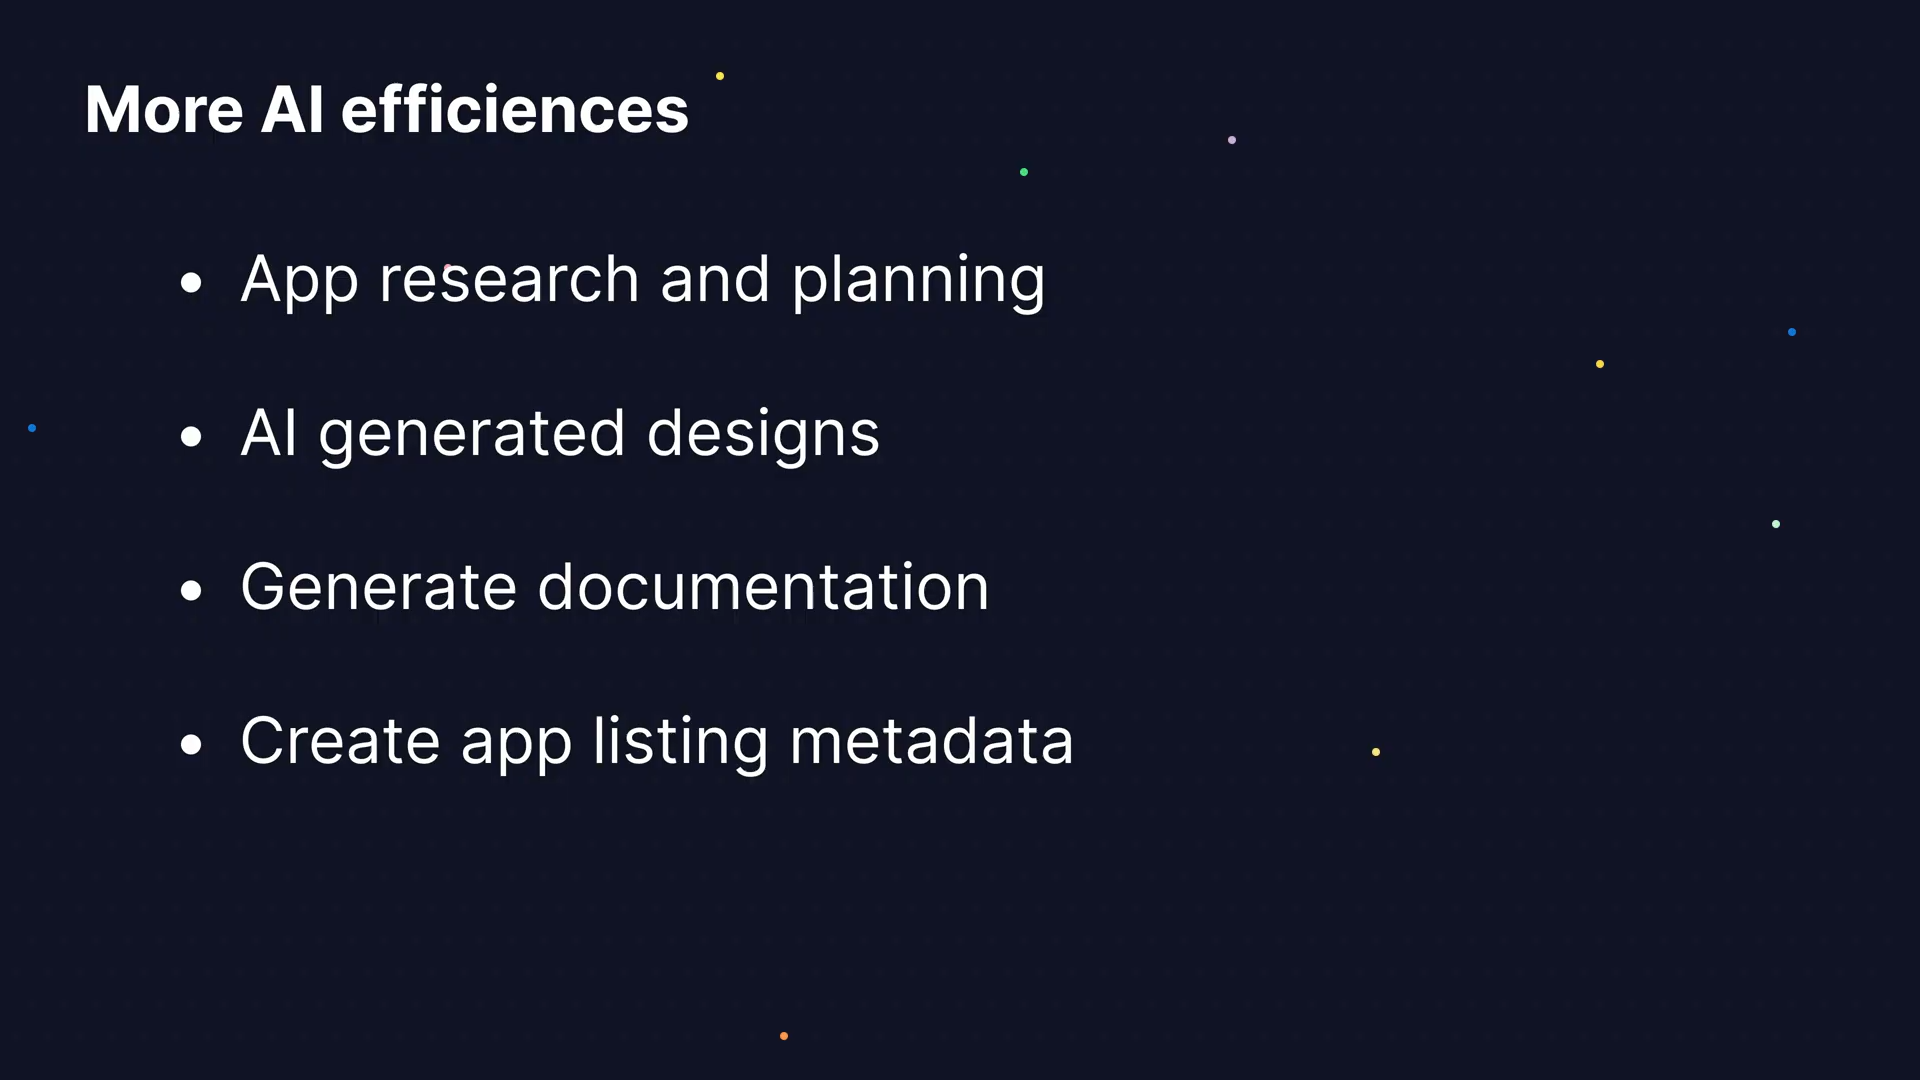 More AI efficiences
• App research and planning
• AI generated designs
• Generate documentation
• Create app listing metadata